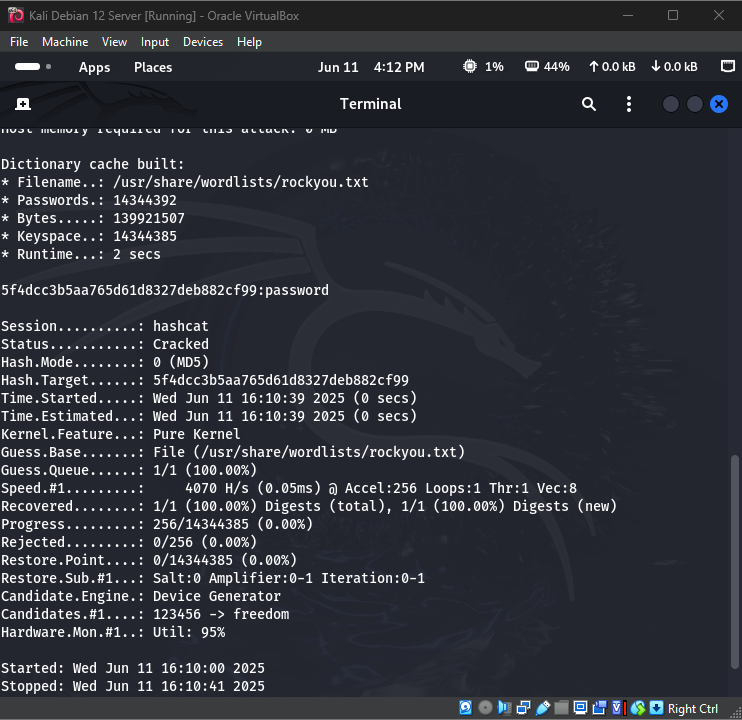 Kali Debian 12 Server [Running] - Oracle VirtualBox
File Machine View Input Devices Help
Apps Places Jun 11 4:12 PM 1% 44% 0.0 kB 0.0 kB
Terminal
Host memory required for this attack: 0 MB
Dictionary cache built:
* Filename..: /usr/share/wordlists/rockyou.txt
* Passwords.: 14344392
* Bytes.....: 139921507
* Keyspace..: 14344385
* Runtime...: 2 secs
5f4dcc3b5aa765d61d8327deb882cf99:password
Session..........: hashcat
Status...........: Cracked
Hash.Mode........: 0 (MD5)
Hash.Target......: 5f4dcc3b5aa765d61d8327deb882cf99
Time.Started.....: Wed Jun 11 16:10:39 2025 (0 secs)
Time.Estimated...: Wed Jun 11 16:10:39 2025 (0 secs)
Kernel.Feature...: Pure Kernel
Guess.Base.......: File (/usr/share/wordlists/rockyou.txt)
Guess.Queue......: 1/1 (100.00%)
Speed.#1.........:     4070 H/s (0.05ms) @ Accel:256 Loops:1 Thr:1 Vec:8
Recovered........: 1/1 (100.00%) Digests (total), 1/1 (100.00%) Digests (new)
Progress.........: 256/14344385 (0.00%)
Rejected.........: 0/256 (0.00%)
Restore.Point....: 0/14344385 (0.00%)
Restore.Sub.#1...: Salt:0 Amplifier:0-1 Iteration:0-1
Candidate.Engine.: Device Generator
Candidates.#1....: 123456 -> freedom
Hardware.Mon.#1..: Util: 95%
Started: Wed Jun 11 16:10:00 2025
Stopped: Wed Jun 11 16:10:41 2025
Right Ctrl